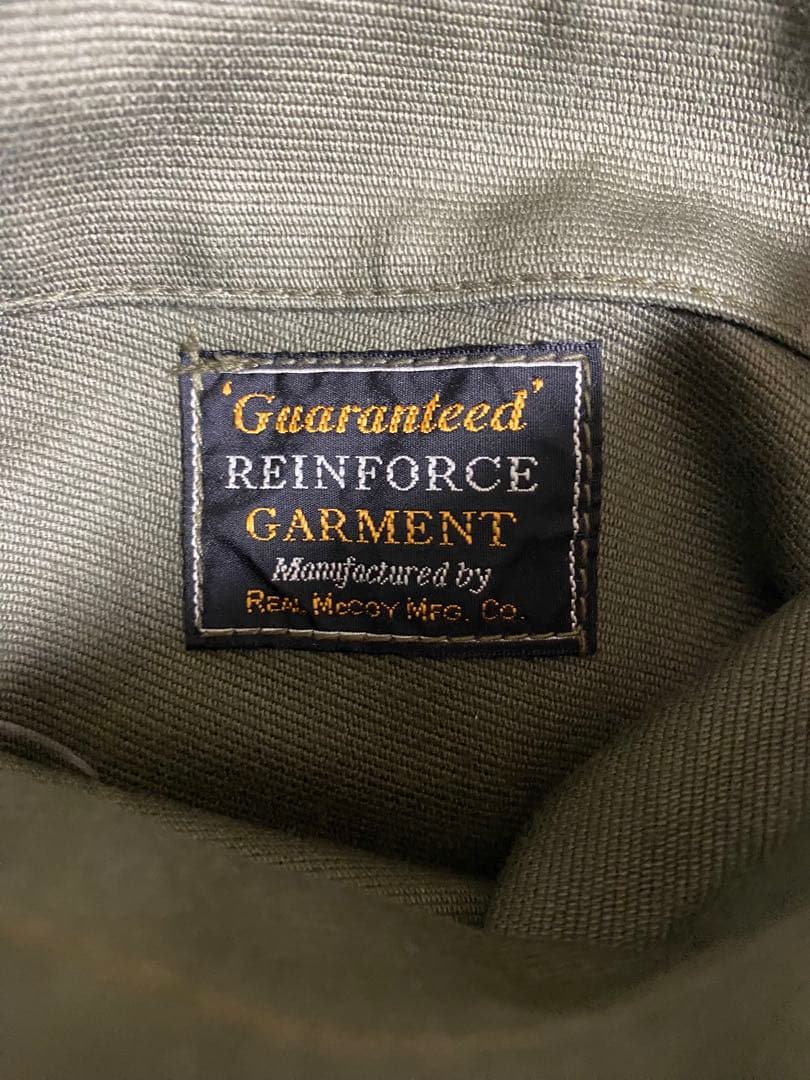 'Guaranteed'
REINFORCE
GARMENT
Manufactured by
REAL McCOY MFG. Co.